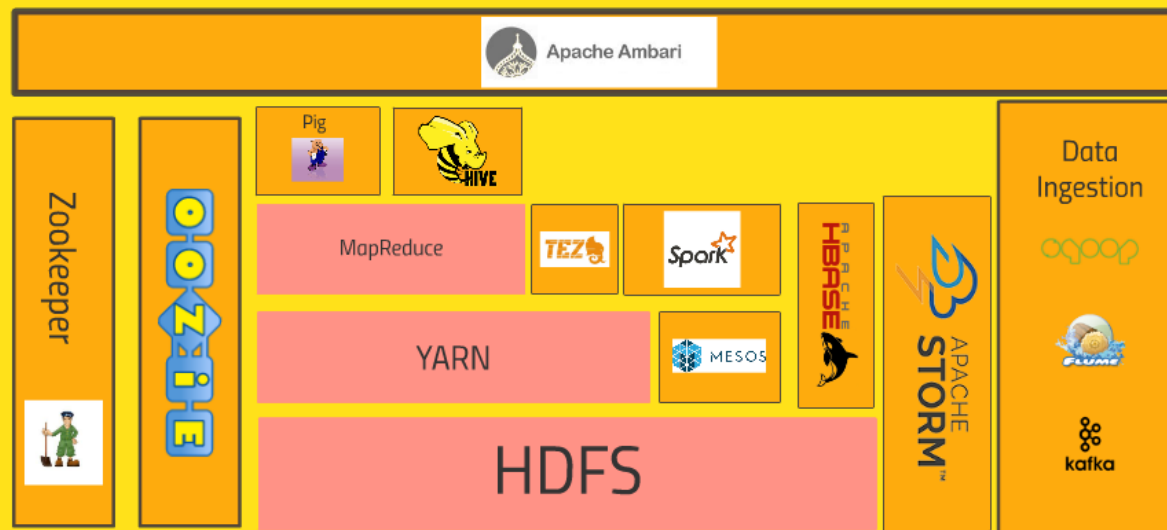 Apache Ambari
Zookeeper
OOZiE
Pig
HIVE
MapReduce
TEZ
Spark
YARN
MESOS
HDFS
APACHE
HBASE
APACHE
STORM™
Data
Ingestion
sqoop
FLUME
kafka